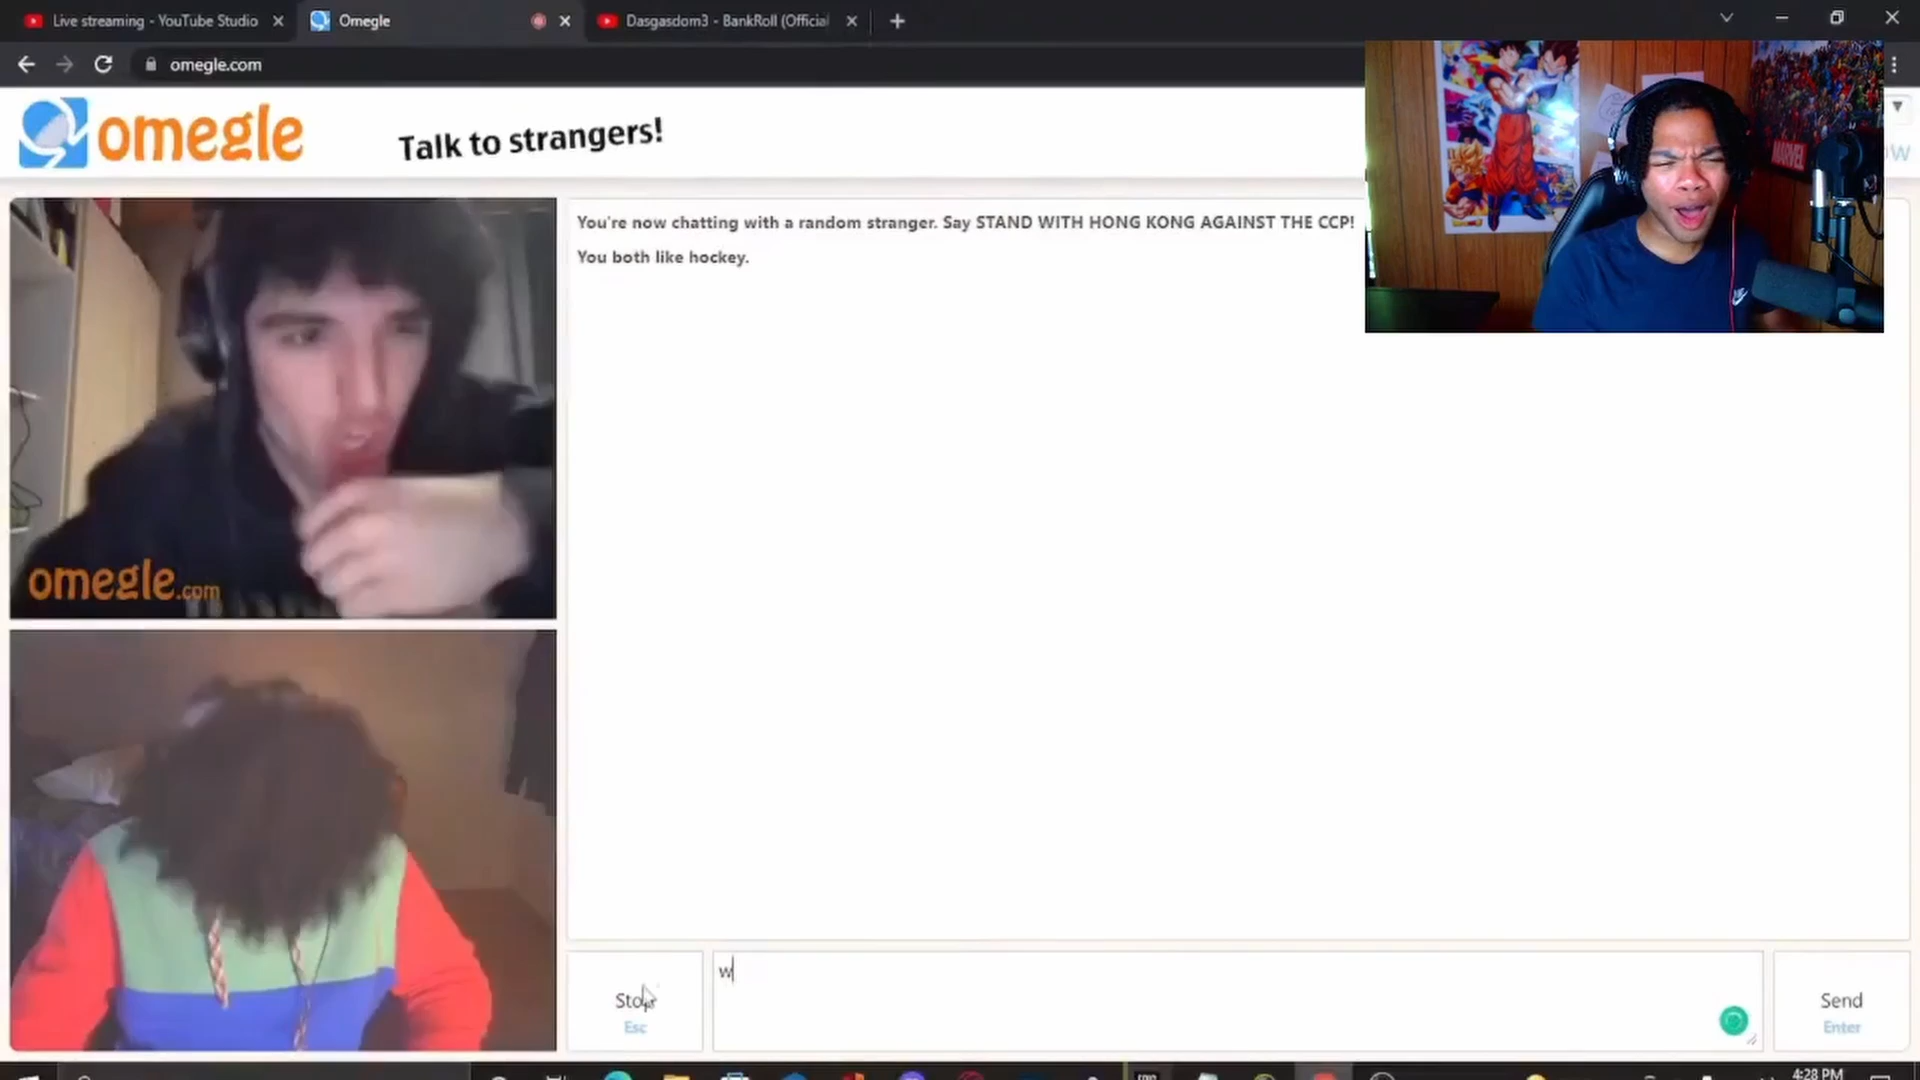 Live streaming - YouTube Studio
Omegle
Dasgasdom3 - BankRoll (Official
omegle.com
omegle
Talk to strangers!
MARVEL
You're now chatting with a random stranger. Say STAND WITH HONG KONG AGAINST THE CCP!
You both like hockey.
omegle.com
w
Stop
Esc
Send
Enter
4:28 PM